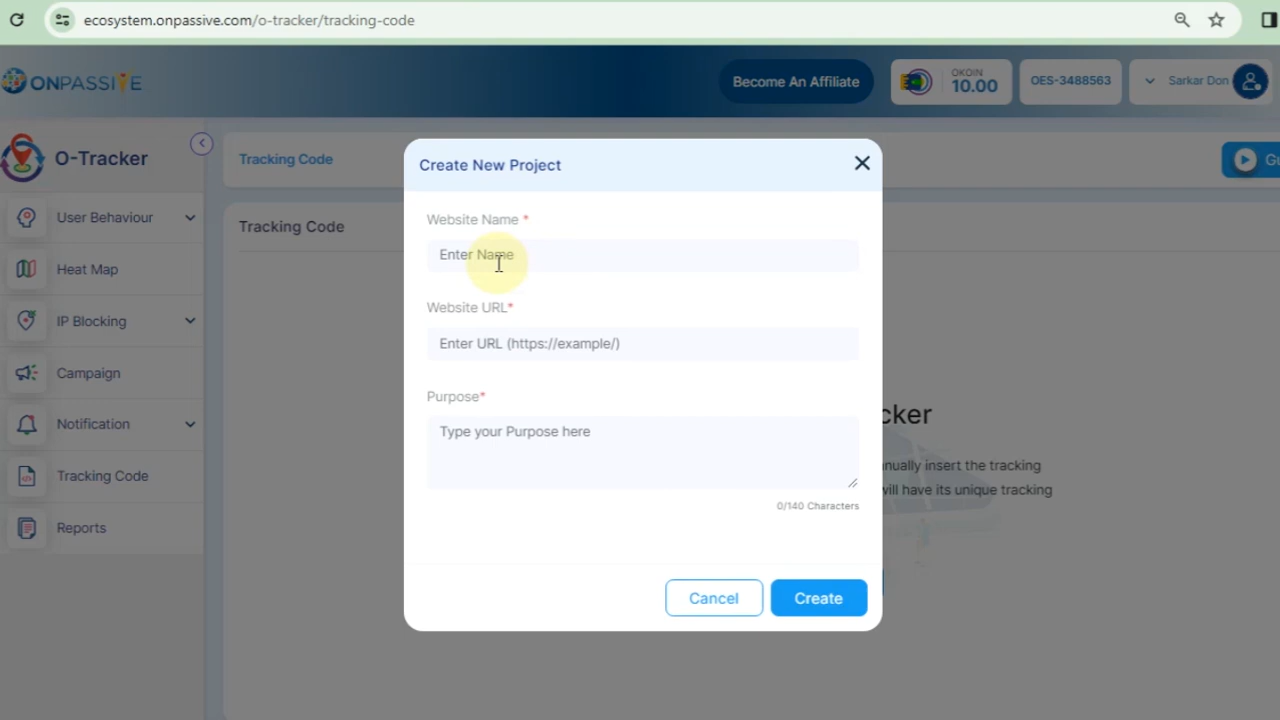 ecosystem.onpassive.com/o-tracker/tracking-code
ONPASSIVE
Become An Affiliate
OKOIN
10.00
OES-3488563
Sarkar Don
O-Tracker
Tracking Code
Gu
User Behaviour
Heat Map
IP Blocking
Campaign
Notification
Tracking Code
Reports
Tracking Code
Create New Project
Website Name *
Enter Name
Website URL*
Enter URL (https://example/)
Purpose*
Type your Purpose here
0/140 Characters
Cancel
Create
cker
anually insert the tracking
will have its unique tracking